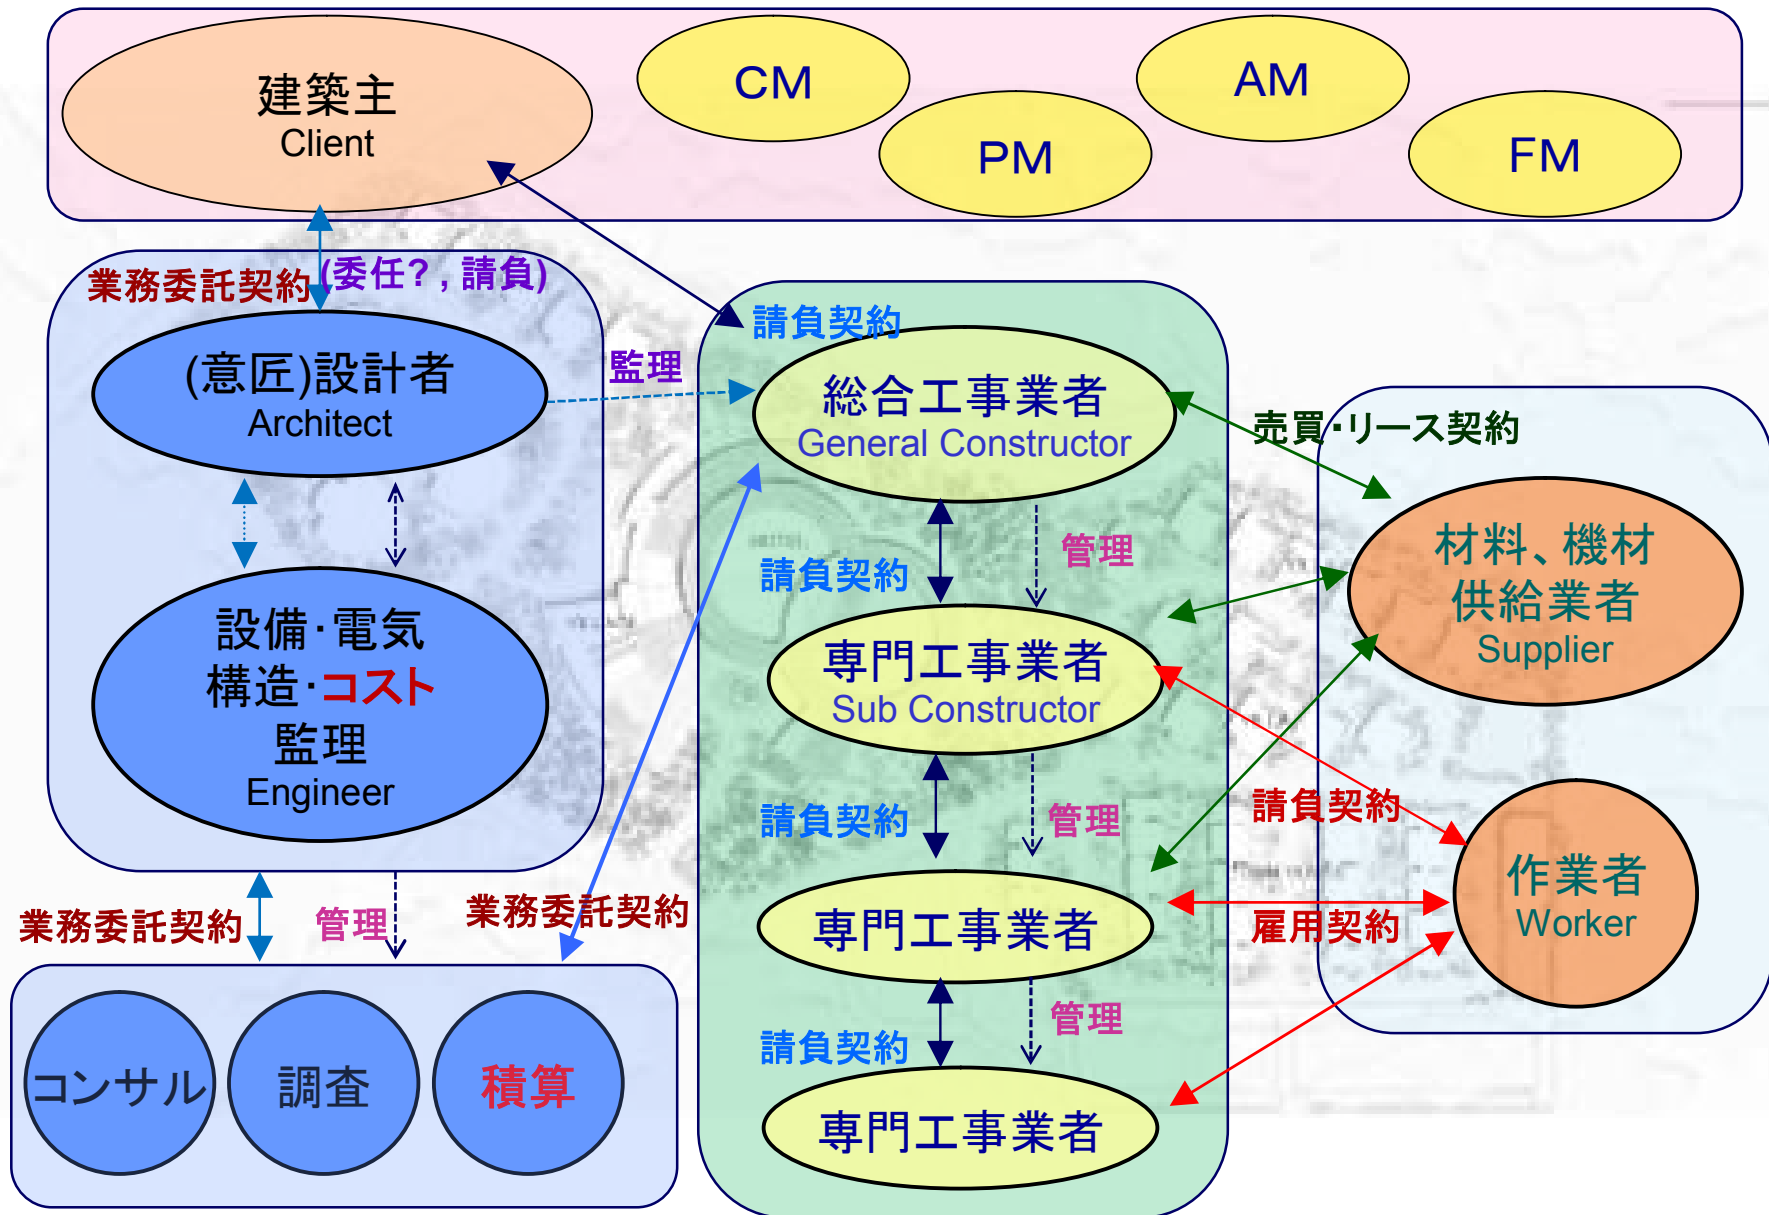 建築主
Client
CM
PM
AM
FM
業務委託契約
(委任?, 請負)
(意匠)設計者
Architect
監理
請負契約
総合工事業者
General Constructor
売買・リース契約
設備・電気
構造・コスト
監理
Engineer
請負契約
管理
材料、機材
供給業者
Supplier
専門工事業者
Sub Constructor
請負契約
管理
請負契約
作業者
Worker
雇用契約
業務委託契約
管理
業務委託契約
専門工事業者
請負契約
管理
コンサル
調査
積算
専門工事業者